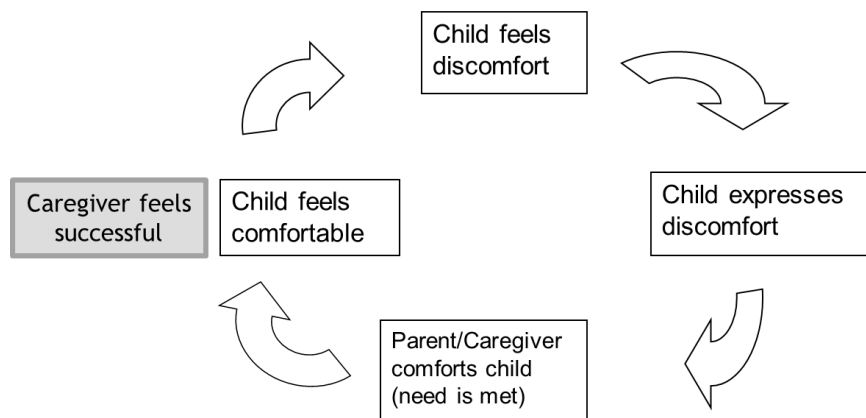 Child feels
discomfort
Child expresses
discomfort
Parent/Caregiver
comforts child
(need is met)
Child feels
comfortable
Caregiver feels
successful